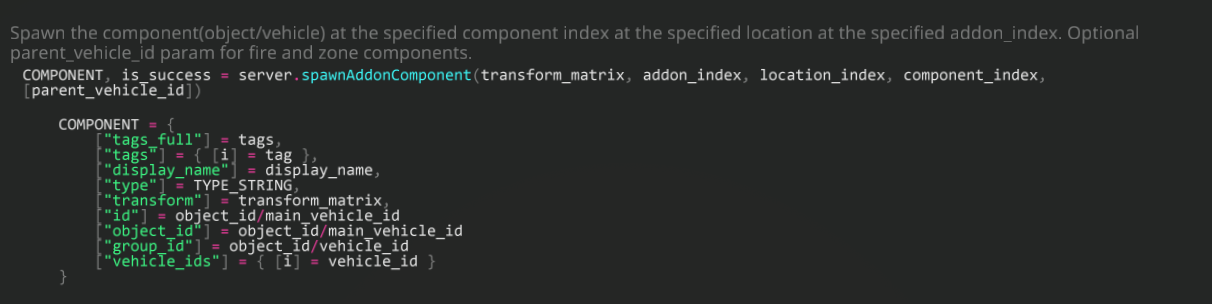 Spawn the component(object/vehicle) at the specified component index at the specified location at the specified addon_index. Optional
parent_vehicle_id param for fire and zone components.
COMPONENT, is_success = server.spawnAddonComponent(transform_matrix, addon_index, location_index, component_index,
[parent_vehicle_id])
COMPONENT = {
["tags_full"] = tags,
["tags"] = { [i] = tag },
["display_name"] = display_name,
["type"] = TYPE_STRING,
["transform"] = transform_matrix,
["id"] = object_id/main_vehicle_id
["object_id"] = object_id/main_vehicle_id
["group_id"] = object_id/vehicle_id
["vehicle_ids"] = { [i] = vehicle_id }
}